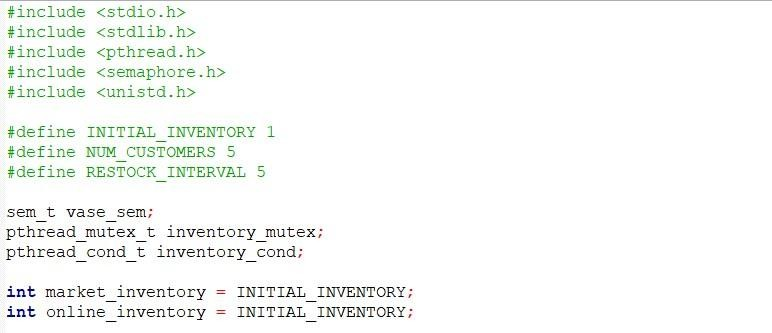 #include <stdio.h>
#include <stdlib.h>
#include <pthread.h>
#include <semaphore.h>
#include <unistd.h>
#define INITIAL_INVENTORY 1
#define NUM_CUSTOMERS 5
#define RESTOCK_INTERVAL 5
sem_t vase_sem;
pthread_mutex_t inventory_mutex;
pthread_cond_t inventory_cond;
int market_inventory = INITIAL_INVENTORY;
int online_inventory = INITIAL_INVENTORY;